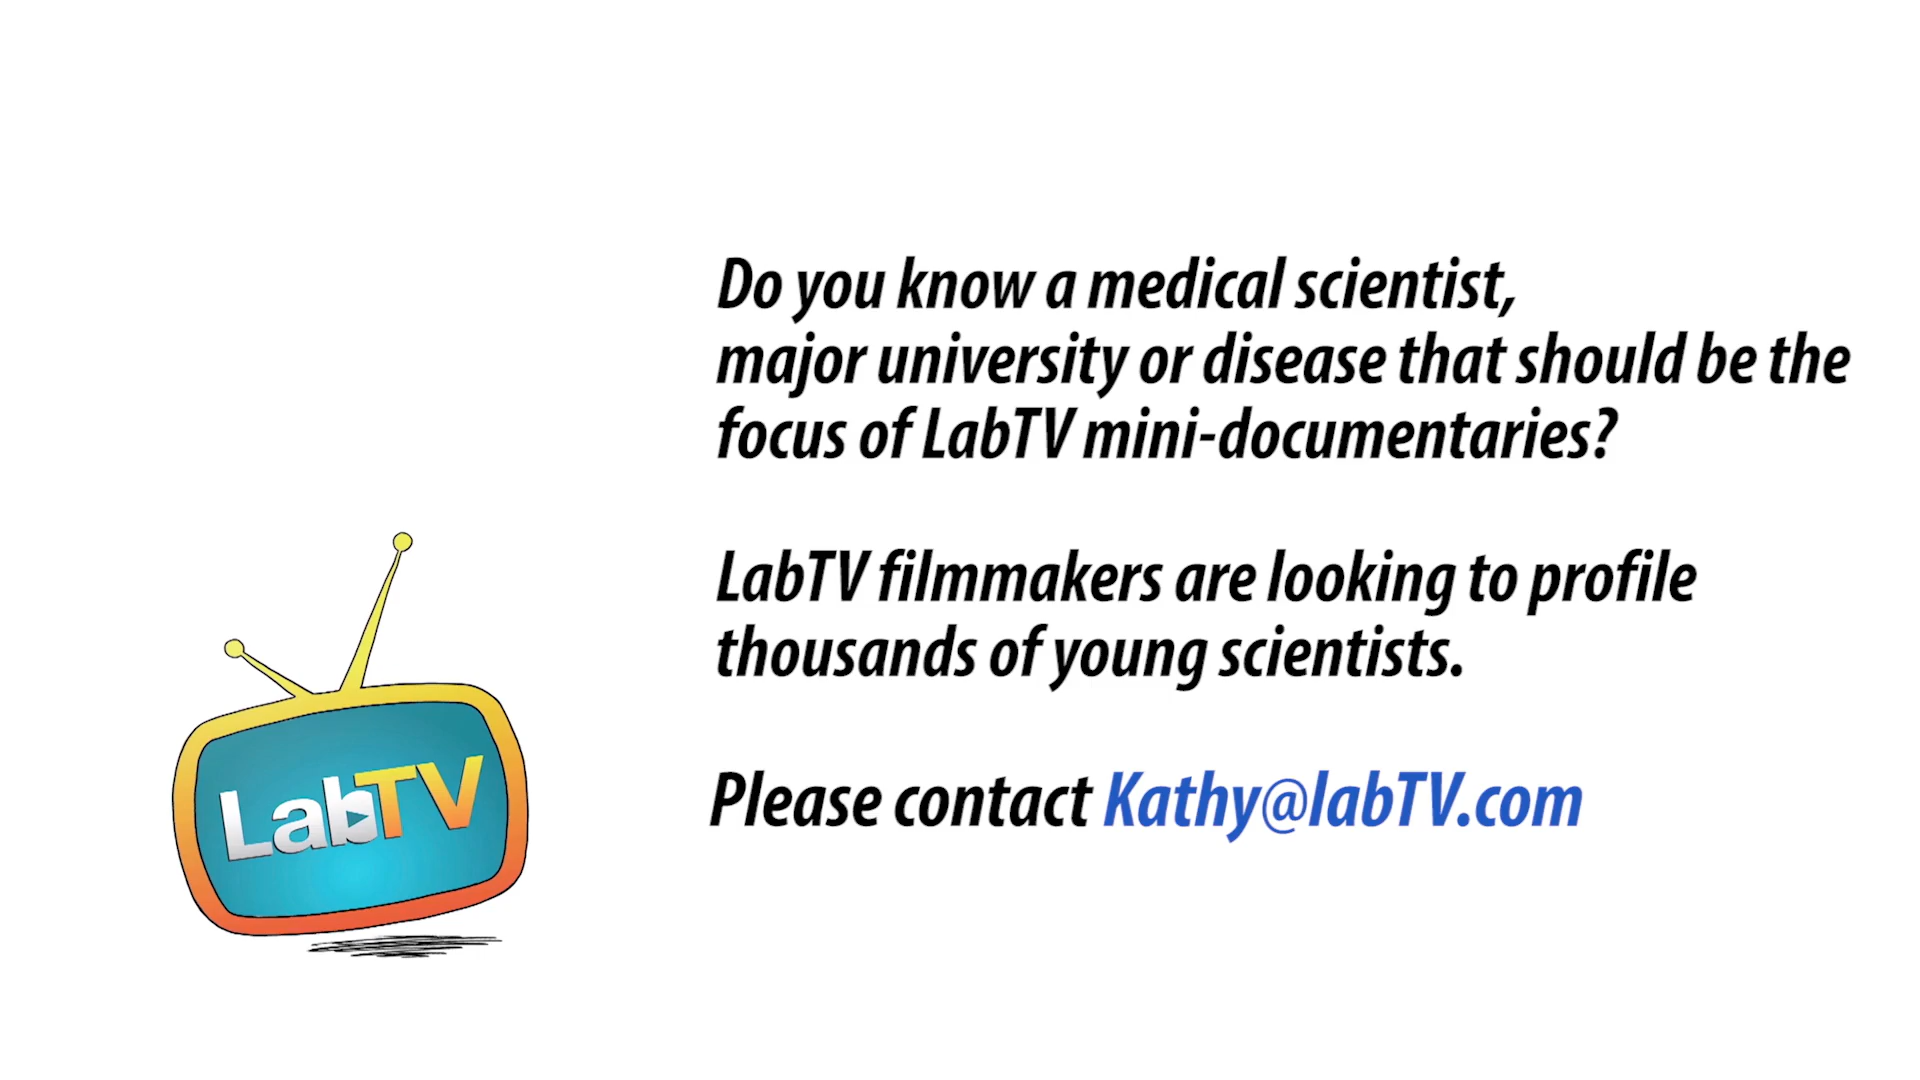 Do you know a medical scientist,
major university or disease that should be the
focus of LabTV mini-documentaries?
LabTV filmmakers are looking to profile
thousands of young scientists.
Please contact Kathy@labTV.com
LabTV